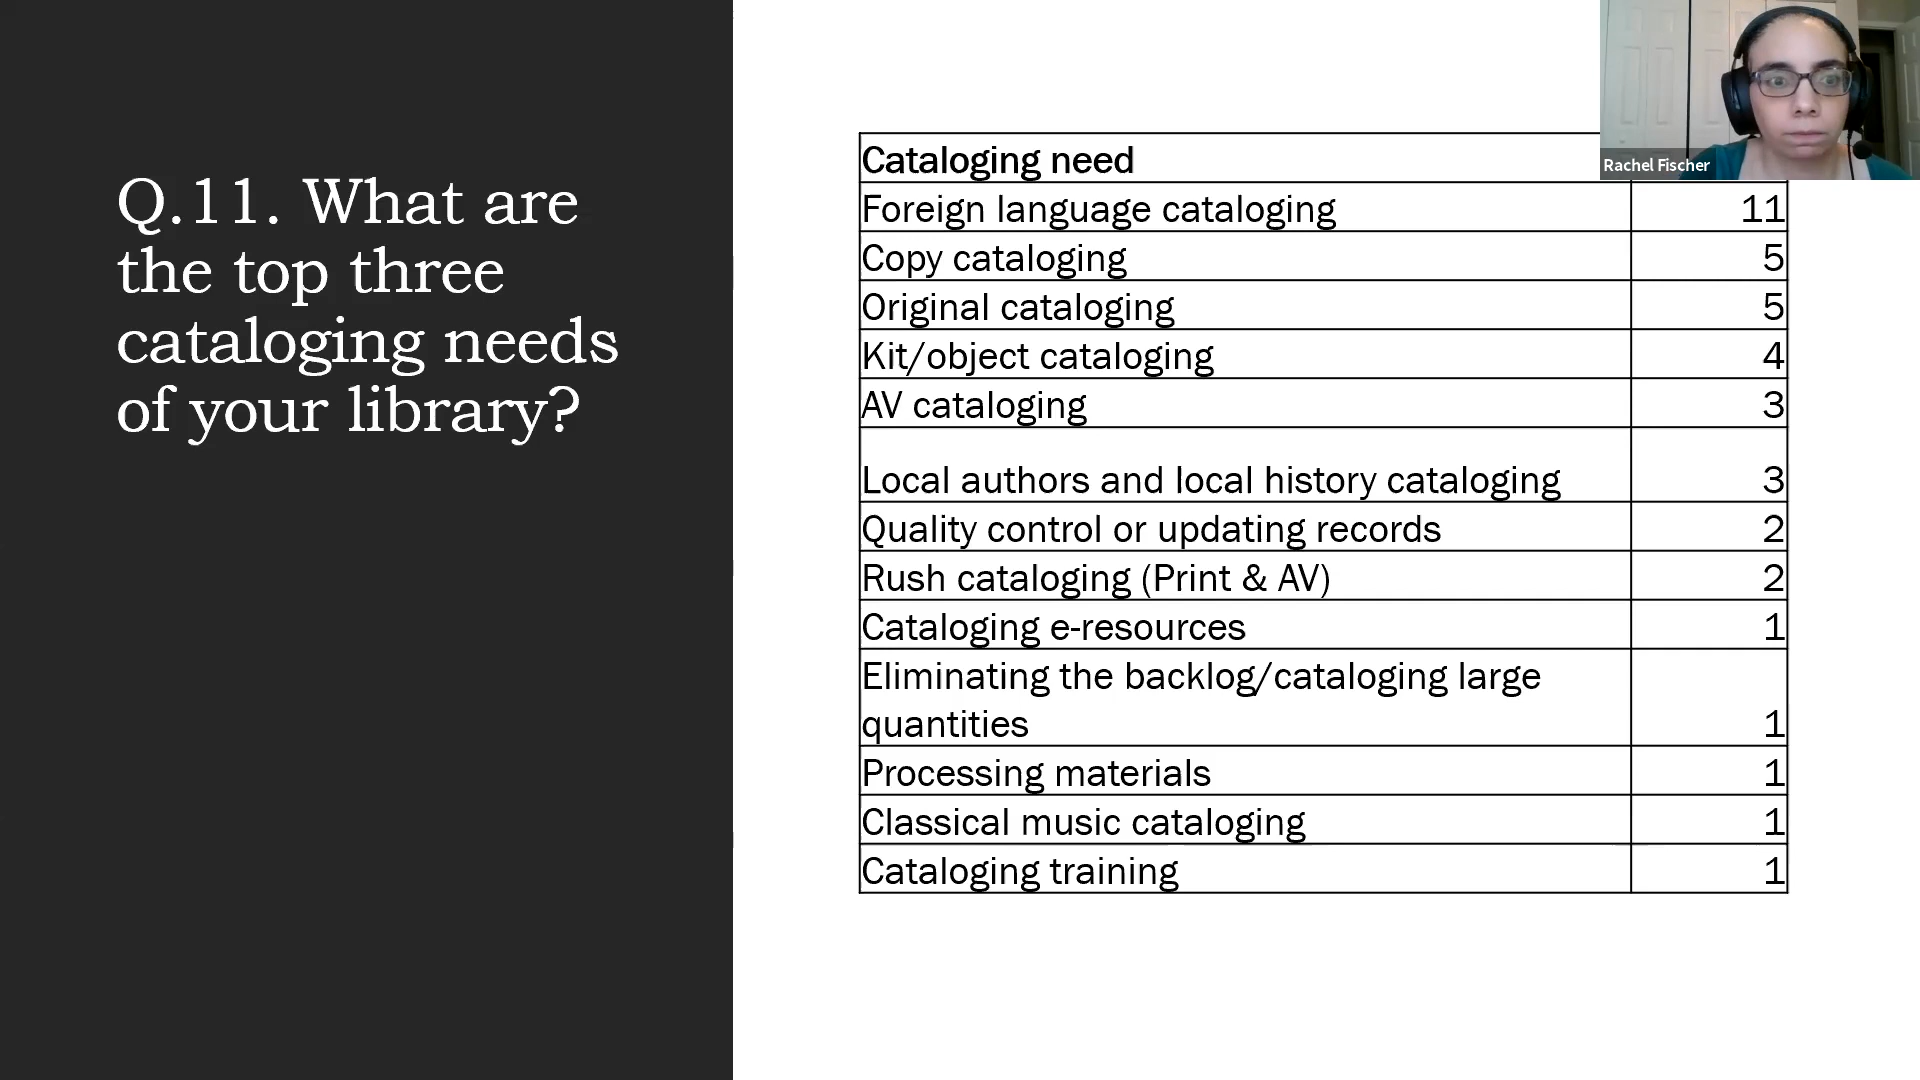 Q.11. What are
the top three
cataloging needs
of your library?
Rachel Fischer
Cataloging need
Foreign language cataloging 11
Copy cataloging 5
Original cataloging 5
Kit/object cataloging 4
AV cataloging 3
Local authors and local history cataloging 3
Quality control or updating records 2
Rush cataloging (Print & AV) 2
Cataloging e-resources 1
Eliminating the backlog/cataloging large
quantities 1
Processing materials 1
Classical music cataloging 1
Cataloging training 1